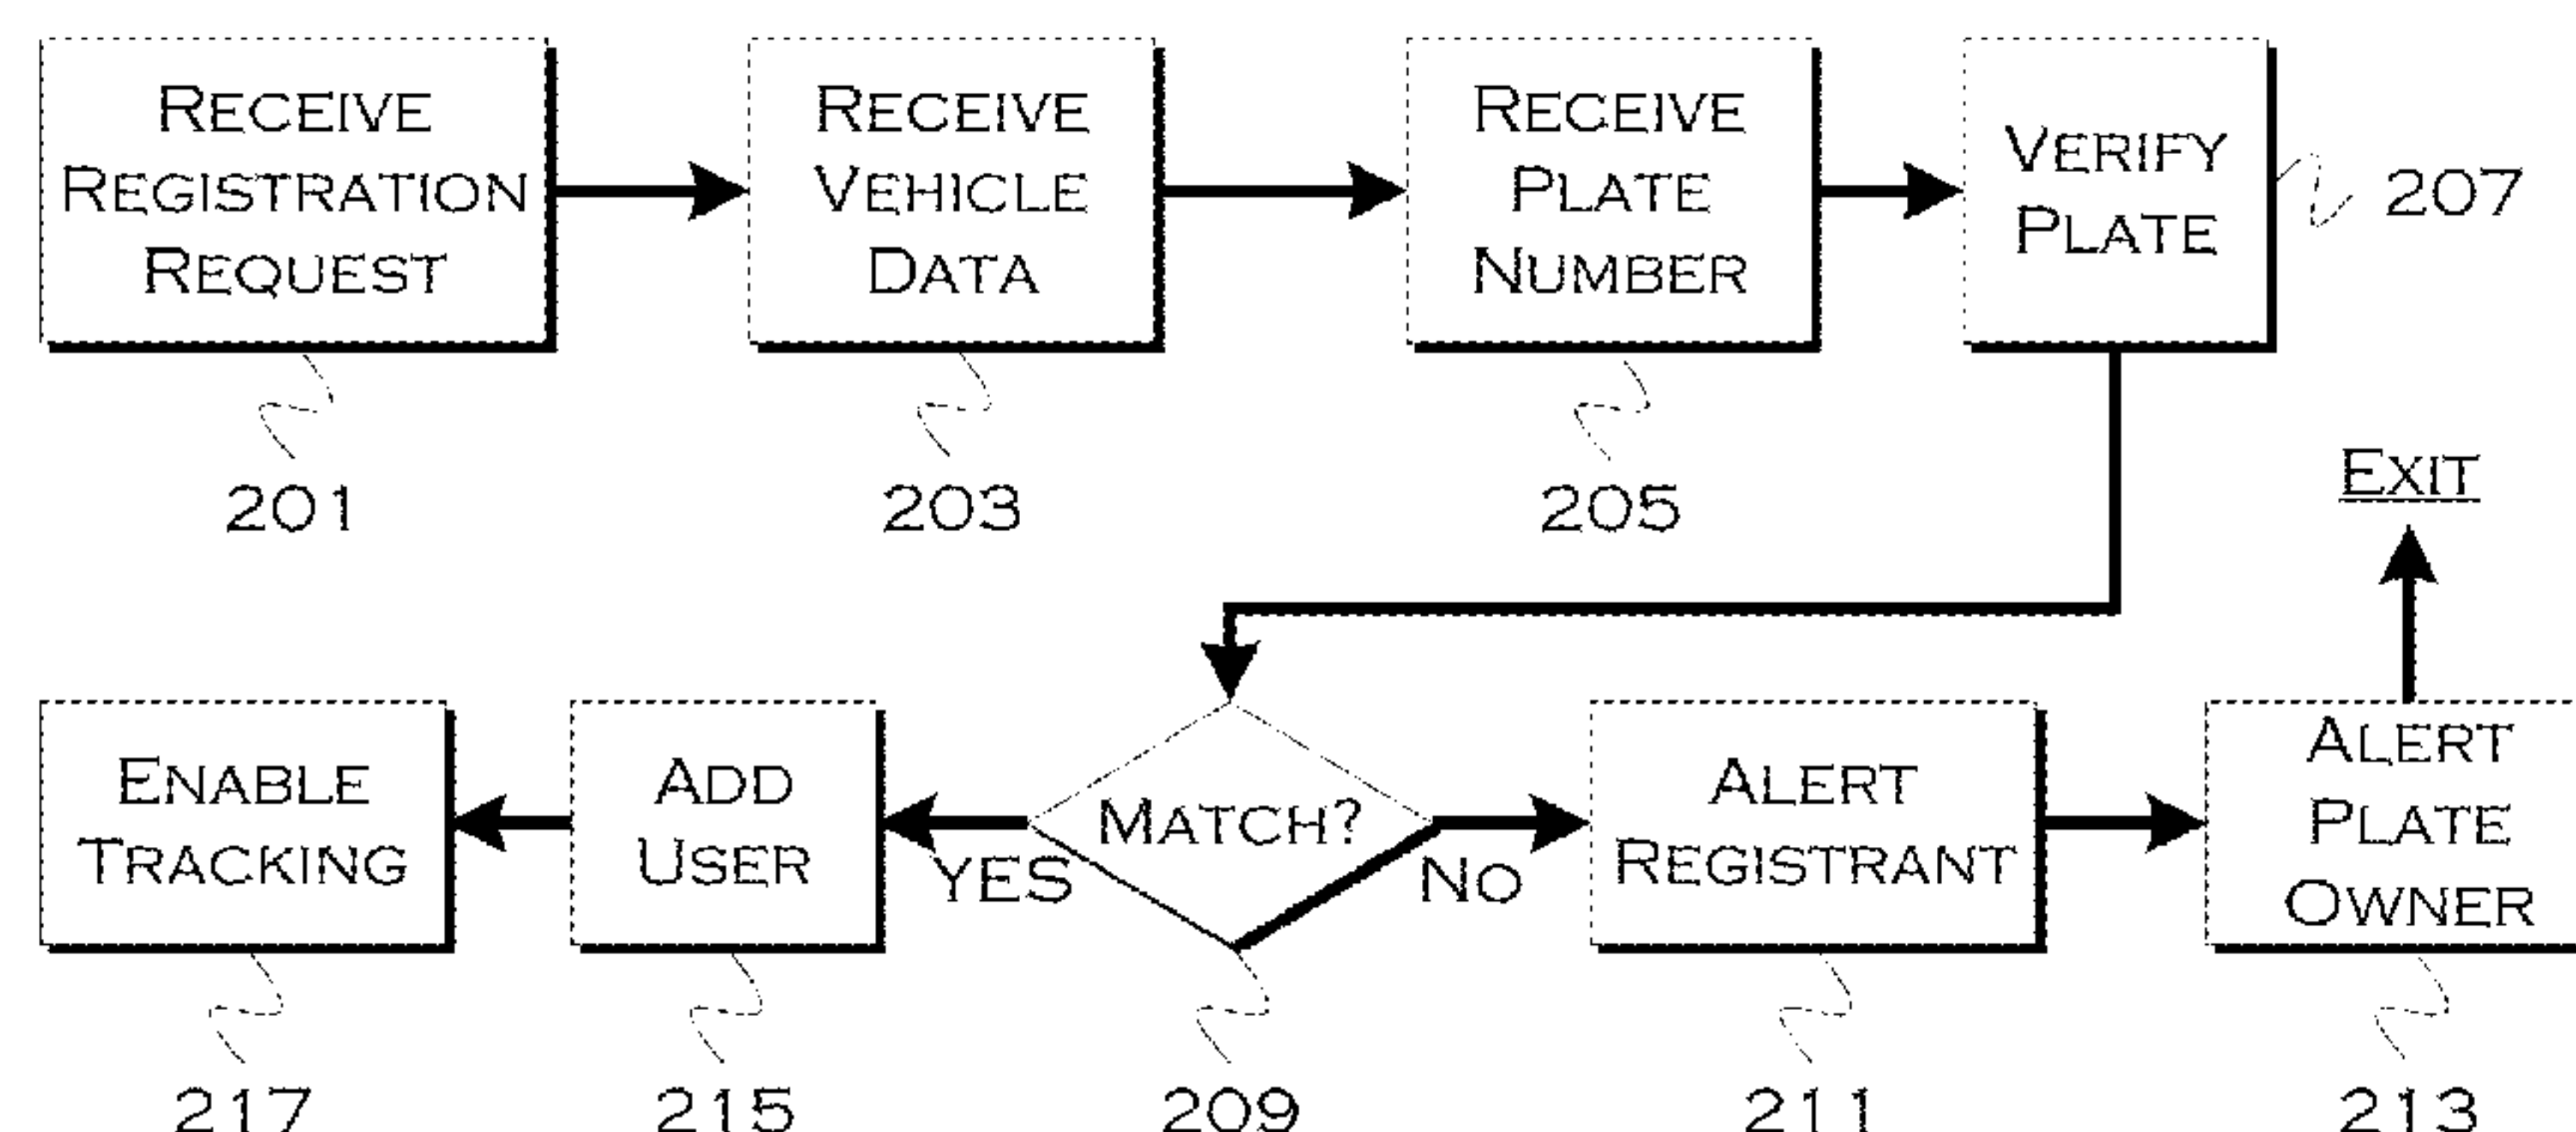 RECEIVE
REGISTRATION
REQUEST
RECEIVE
VEHICLE
DATA
RECEIVE
PLATE
NUMBER
VERIFY
PLATE
207
201
203
205
EXIT
ENABLE
TRACKING
ADD
USER
YES
MATCH?
NO
ALERT
REGISTRANT
ALERT
PLATE
OWNER
217
215
209
211
213